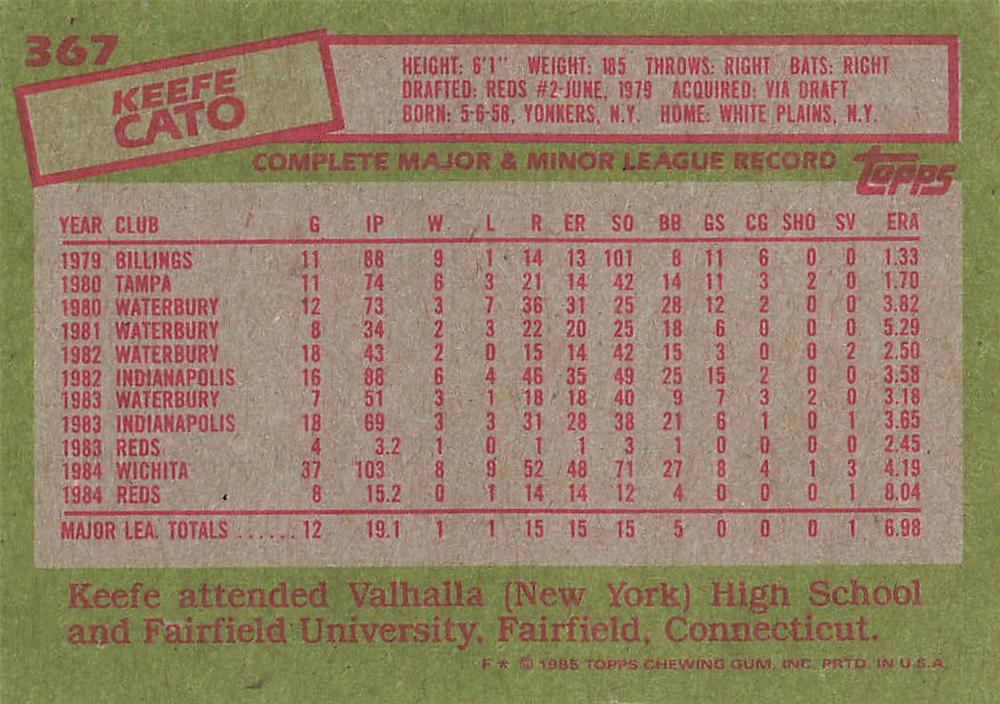 367
KEEFE
CATO
HEIGHT: 6'1" WEIGHT: 185 THROWS: RIGHT BATS: RIGHT
DRAFTED: REDS #2-JUNE, 1979 ACQUIRED: VIA DRAFT
BORN: 5-6-58, YONKERS, N.Y. HOME: WHITE PLAINS, N.Y.
COMPLETE MAJOR & MINOR LEAGUE RECORD topps
YEAR CLUB G IP W L R ER SO BB GS CG SHO SV ERA
1979 BILLINGS 11 88 9 1 14 13 101 8 11 6 0 0 1.33
1980 TAMPA 11 74 6 3 21 14 42 14 11 3 2 0 1.70
1980 WATERBURY 12 73 3 7 36 31 25 28 12 2 0 0 3.82
1981 WATERBURY 8 34 2 3 22 20 25 18 6 0 0 0 5.29
1982 WATERBURY 18 43 2 0 15 14 42 15 3 0 0 2 2.50
1982 INDIANAPOLIS 16 88 6 4 46 35 49 25 15 2 0 0 3.58
1983 WATERBURY 7 51 3 1 18 18 40 9 7 3 2 0 3.18
1983 INDIANAPOLIS 18 69 3 3 31 28 38 21 6 1 0 1 3.65
1983 REDS 4 3.2 1 0 1 1 3 1 0 0 0 0 2.45
1984 WICHITA 37 103 8 9 52 48 71 27 8 4 1 3 4.19
1984 REDS 8 15.2 0 1 14 14 12 4 0 0 0 1 8.04
MAJOR LEA. TOTALS ...... 12 19.1 1 1 15 15 15 5 0 0 0 1 6.98
Keefe attended Valhalla (New York) High School
and Fairfield University, Fairfield, Connecticut.
F * © 1985 TOPPS CHEWING GUM, INC. PRTD. IN U.S.A.